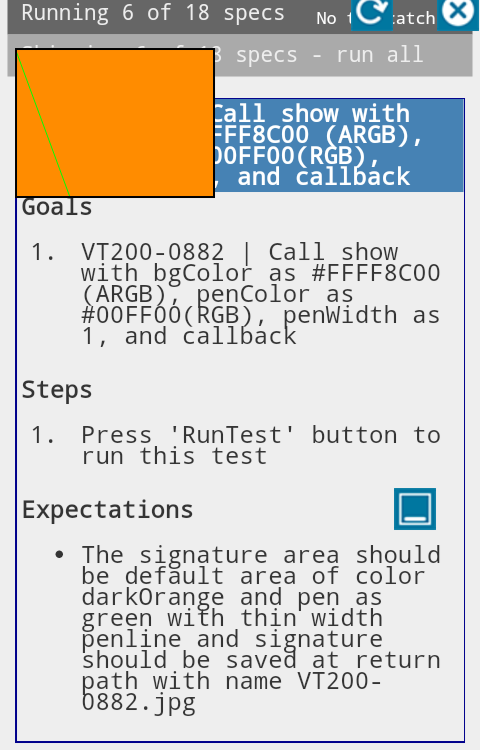 Running 6 of 18 specs
No
catch
specs - run all
Call show with
FFF8C00 (ARGB),
00FF00(RGB),
, and callback
Goals
1. VT200-0882 | Call show
with bgColor as #FFFF8C00
(ARGB), penColor as
#00FF00(RGB), penWidth as
1, and callback
Steps
1. Press 'RunTest' button to
run this test
Expectations
• The signature area should
be default area of color
darkOrange and pen as
green with thin width
penline and signature
should be saved at return
path with name VT200-
0882.jpg